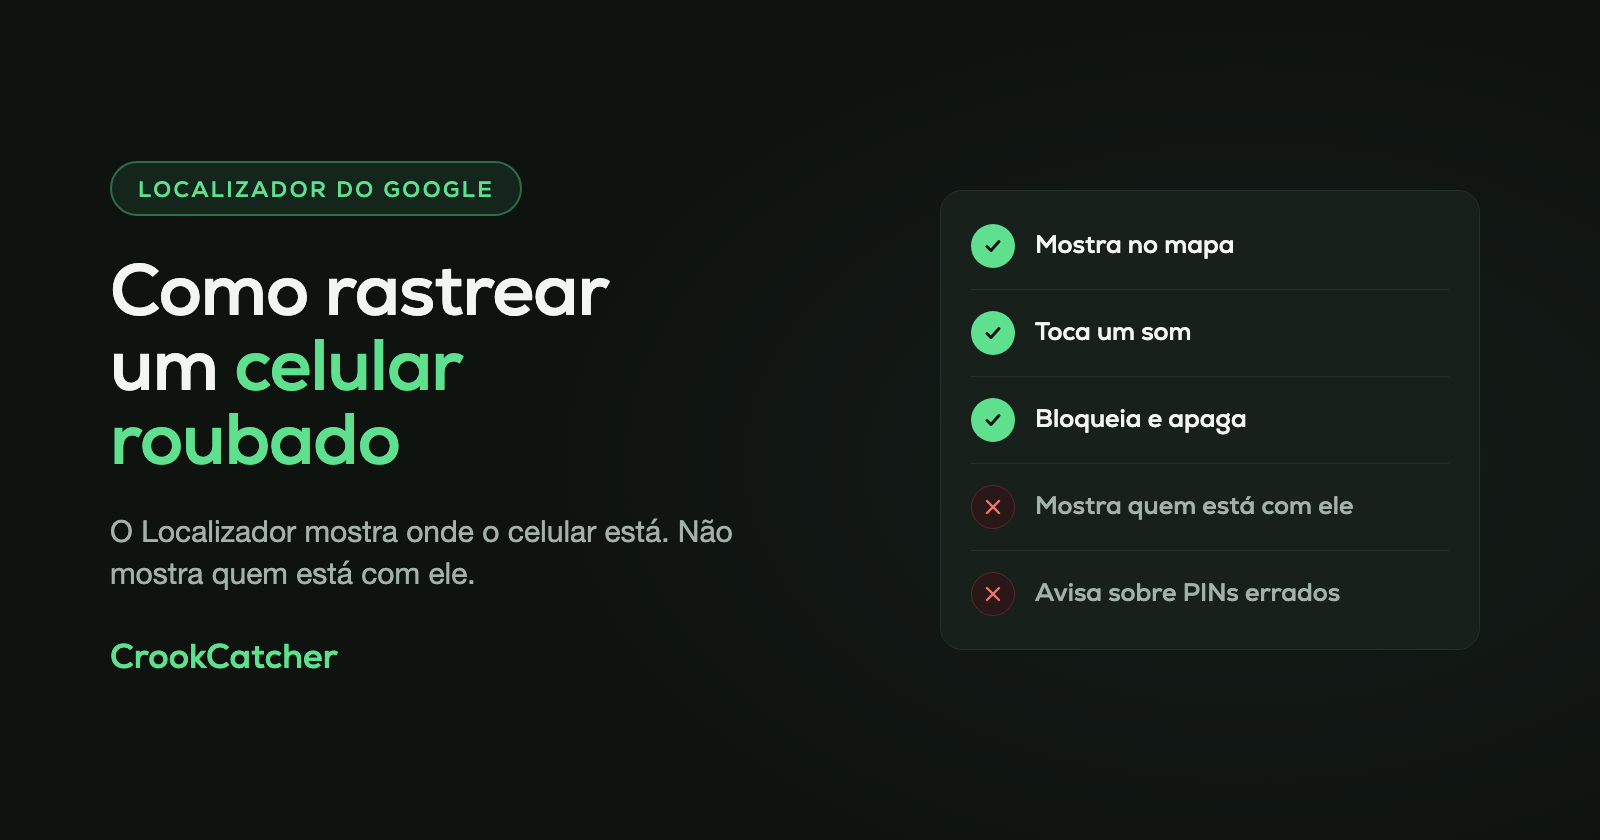 LOCALIZADOR DO GOOGLE
Como rastrear
um celular
roubado
O Localizador mostra onde o celular está. Não
mostra quem está com ele.
CrookCatcher
Mostra no mapa
Toca um som
Bloqueia e apaga
Mostra quem está com ele
Avisa sobre PINs errados